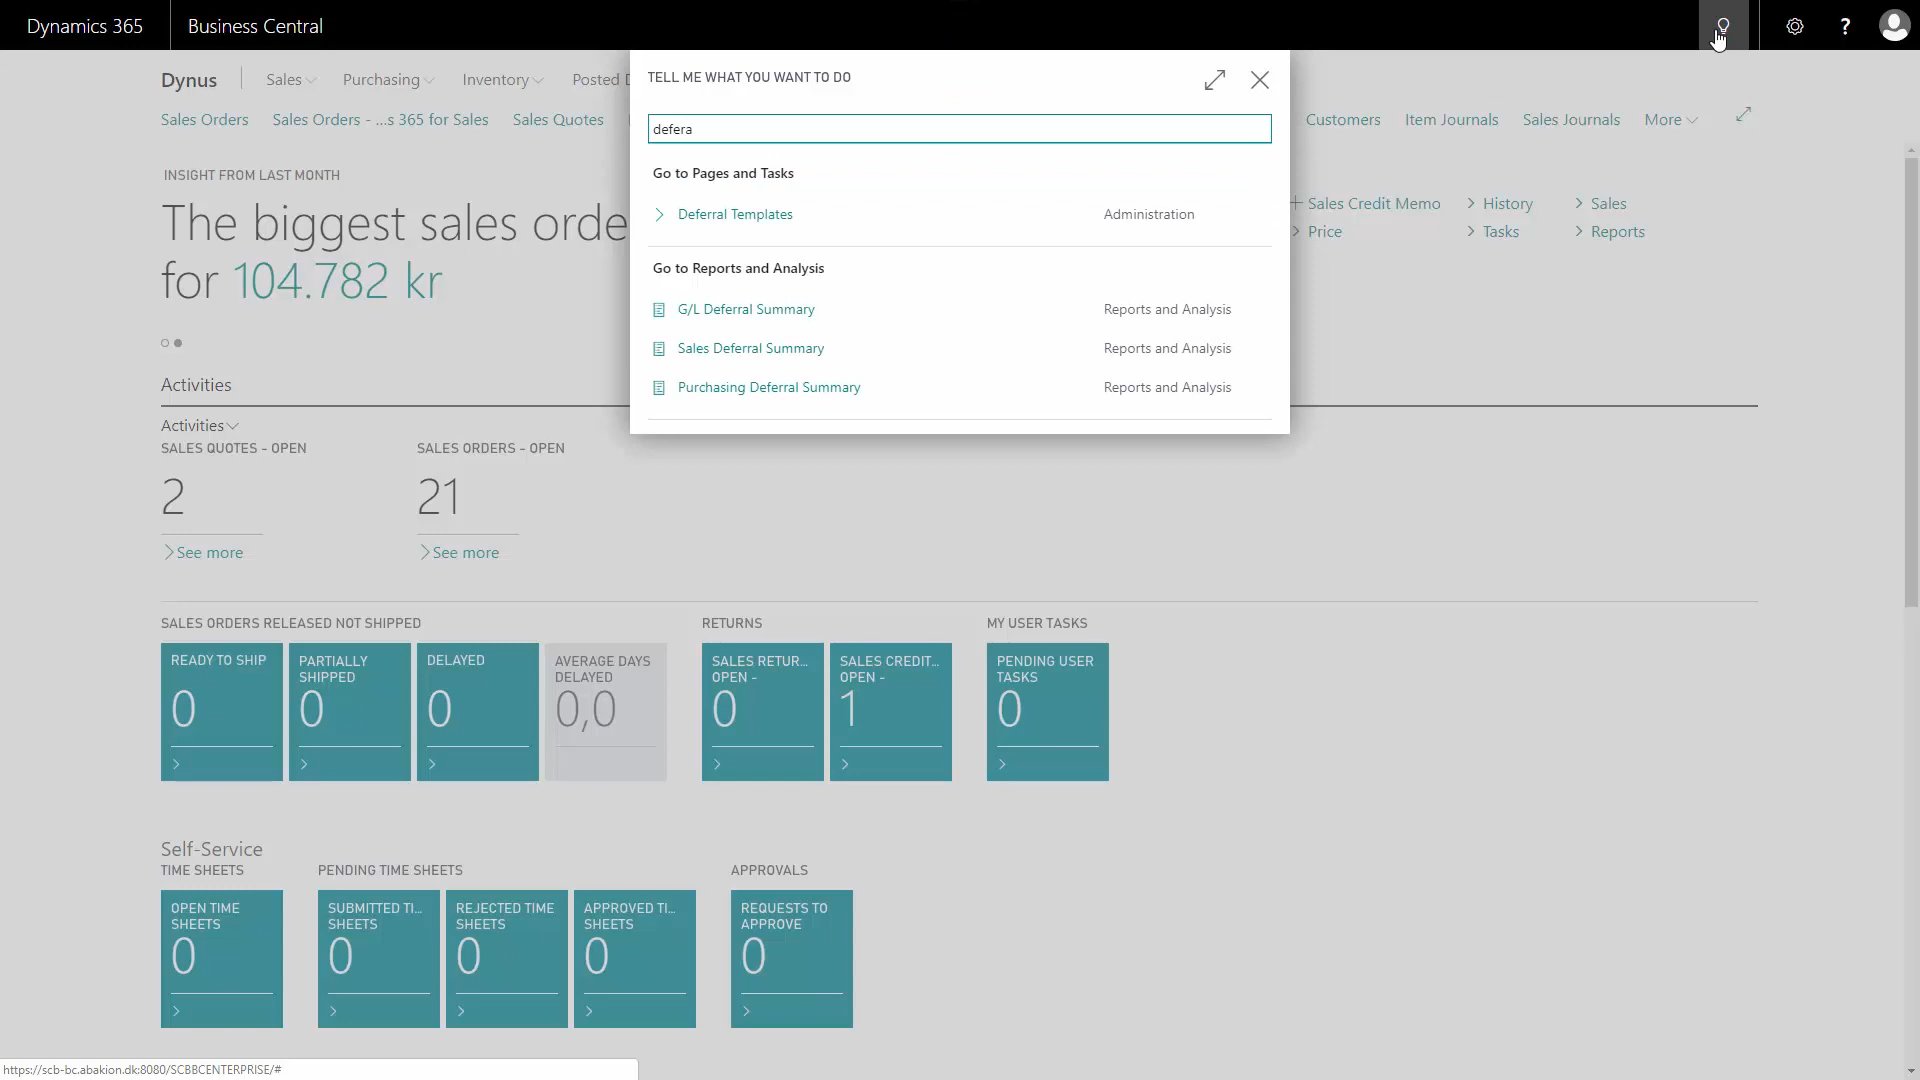 Dynamics 365 Business Central ?
TELL ME WHAT YOU WANT TO DO
defera
Go to Pages and Tasks
Deferral Templates Administration
Go to Reports and Analysis
G/L Deferral Summary Reports and Analysis
Sales Deferral Summary Reports and Analysis
Purchasing Deferral Summary Reports and Analysis
Dynus Sales Purchasing Inventory Posted D
Sales Orders Sales Orders - ...s 365 for Sales Sales Quotes Customers Item Journals Sales Journals More
INSIGHT FROM LAST MONTH
The biggest sales orde
for 104.782 kr
+ Sales Credit Memo > History > Sales
> Price > Tasks > Reports
Activities
Activities
SALES QUOTES - OPEN SALES ORDERS - OPEN
2 21
See more See more
SALES ORDERS RELEASED NOT SHIPPED RETURNS MY USER TASKS
READY TO SHIP
0
PARTIALLY
SHIPPED
0
DELAYED
0
AVERAGE DAYS
DELAYED
0,0
SALES RETUR...
OPEN -
0
SALES CREDIT...
OPEN -
1
PENDING USER
TASKS
0
Self-Service
TIME SHEETS PENDING TIME SHEETS APPROVALS
OPEN TIME
SHEETS
0
SUBMITTED TI...
SHEETS
0
REJECTED TIME
SHEETS
0
APPROVED TI...
SHEETS
0
REQUESTS TO
APPROVE
0
https://scb-bc.abakion.dk:8080/SCBBCENTERPRISE/#